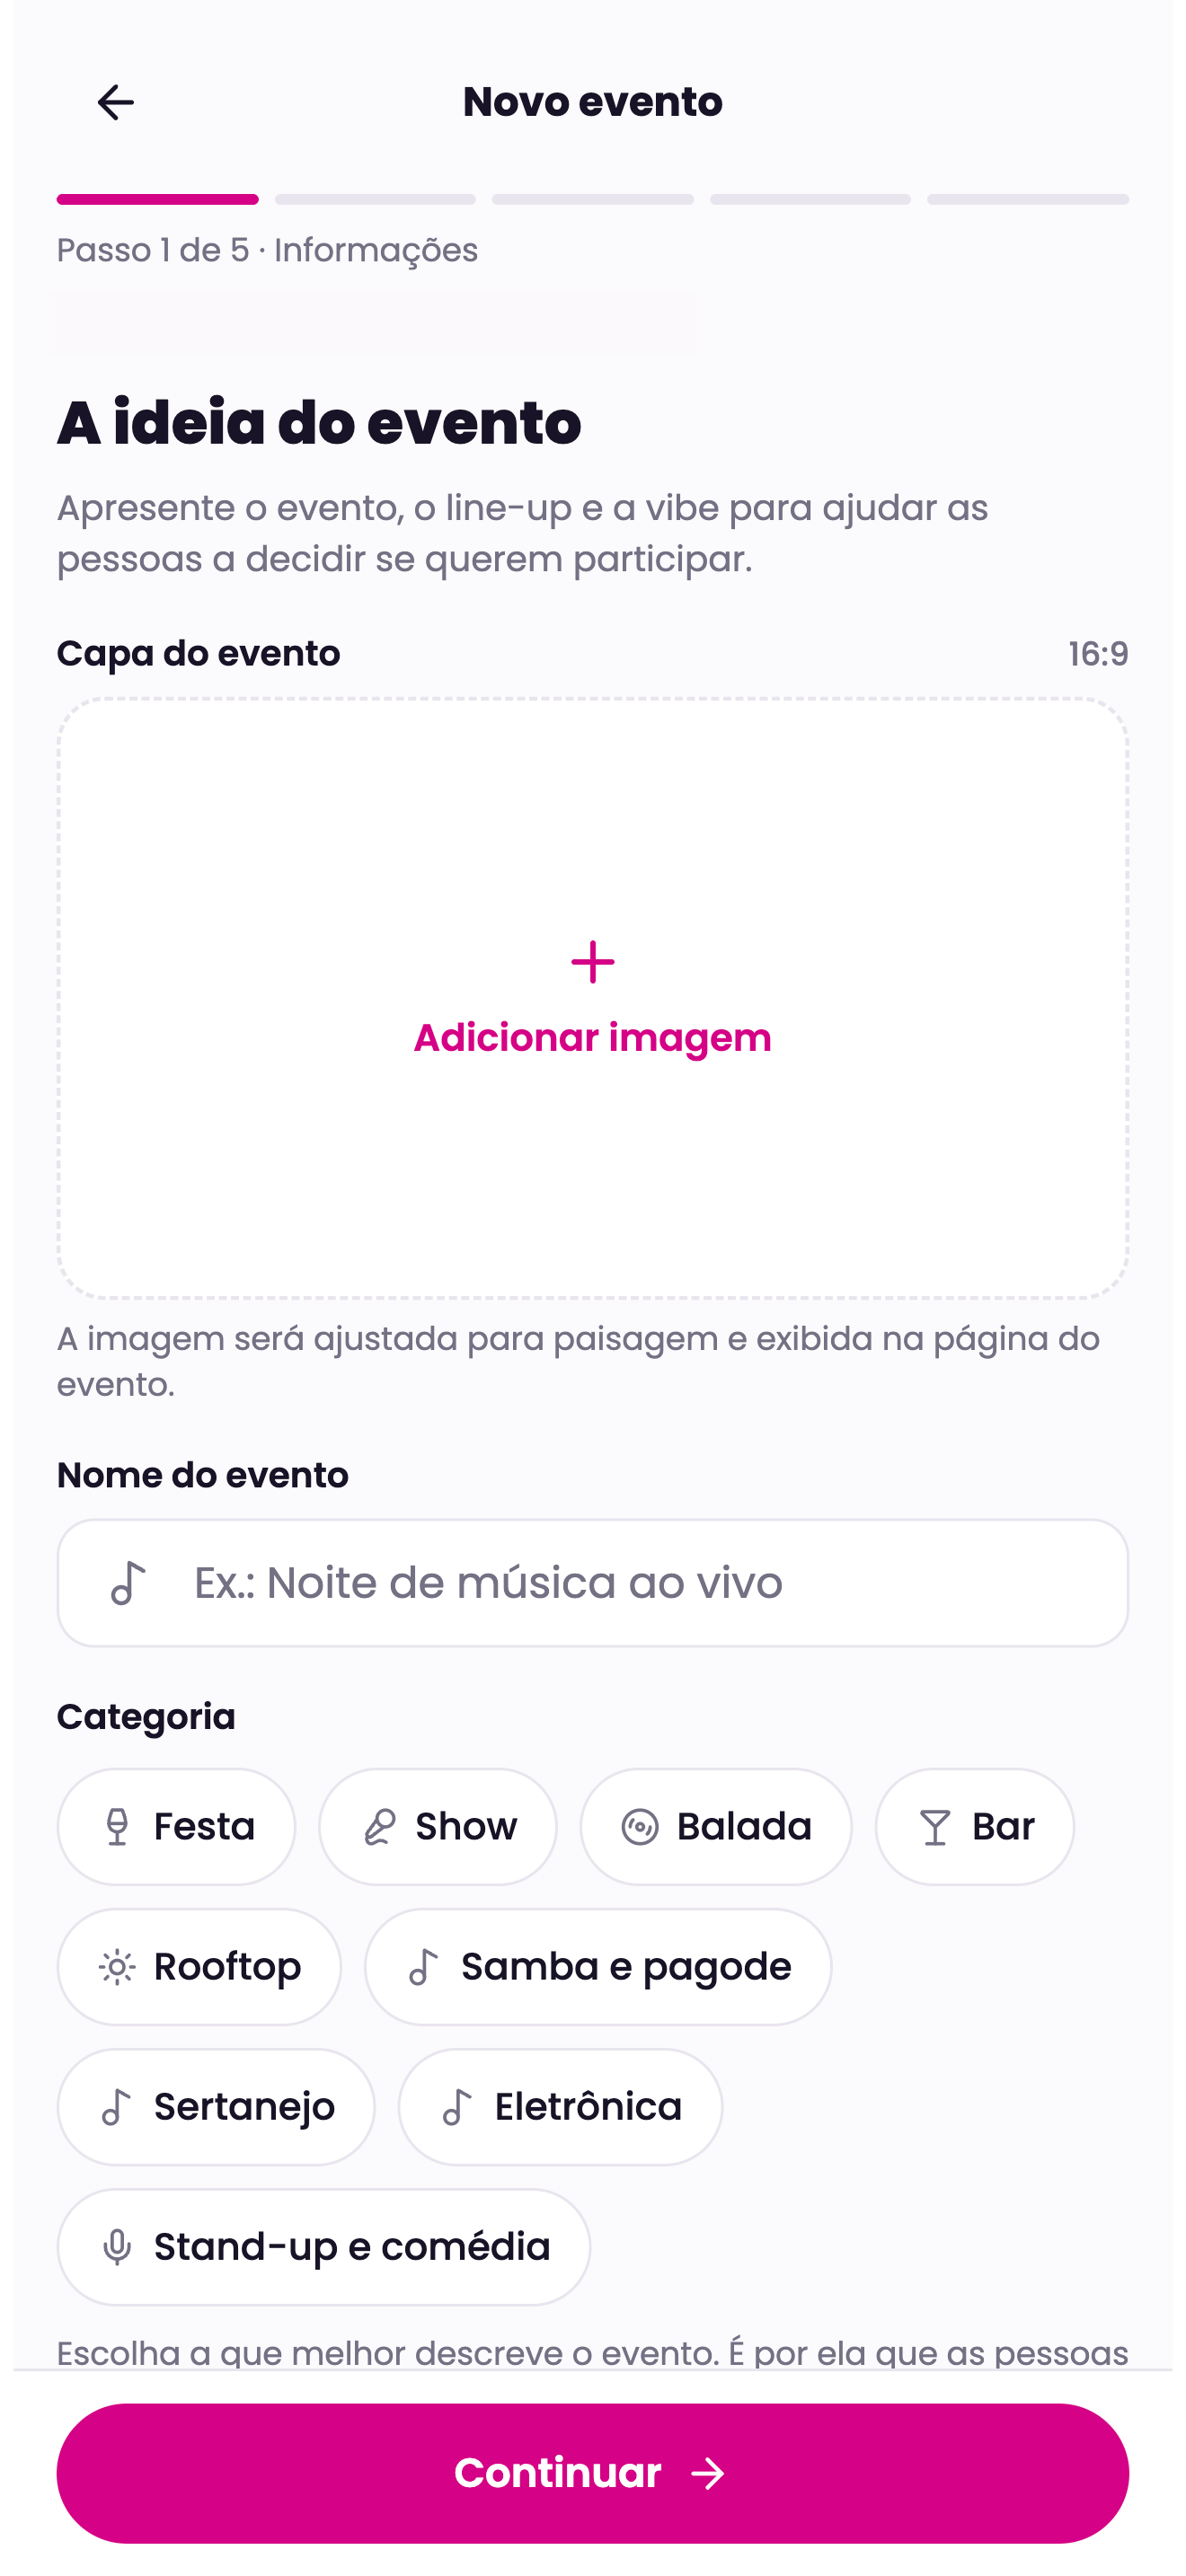 Novo evento
Passo 1 de 5 · Informações
A ideia do evento
Apresente o evento, o line-up e a vibe para ajudar as
pessoas a decidir se querem participar.
Capa do evento 16:9
Adicionar imagem
A imagem será ajustada para paisagem e exibida na página do
evento.
Nome do evento
Ex.: Noite de música ao vivo
Categoria
Festa Show Balada Bar
Rooftop Samba e pagode
Sertanejo Eletrônica
Stand-up e comédia
Escolha a que melhor descreve o evento. É por ela que as pessoas
Continuar